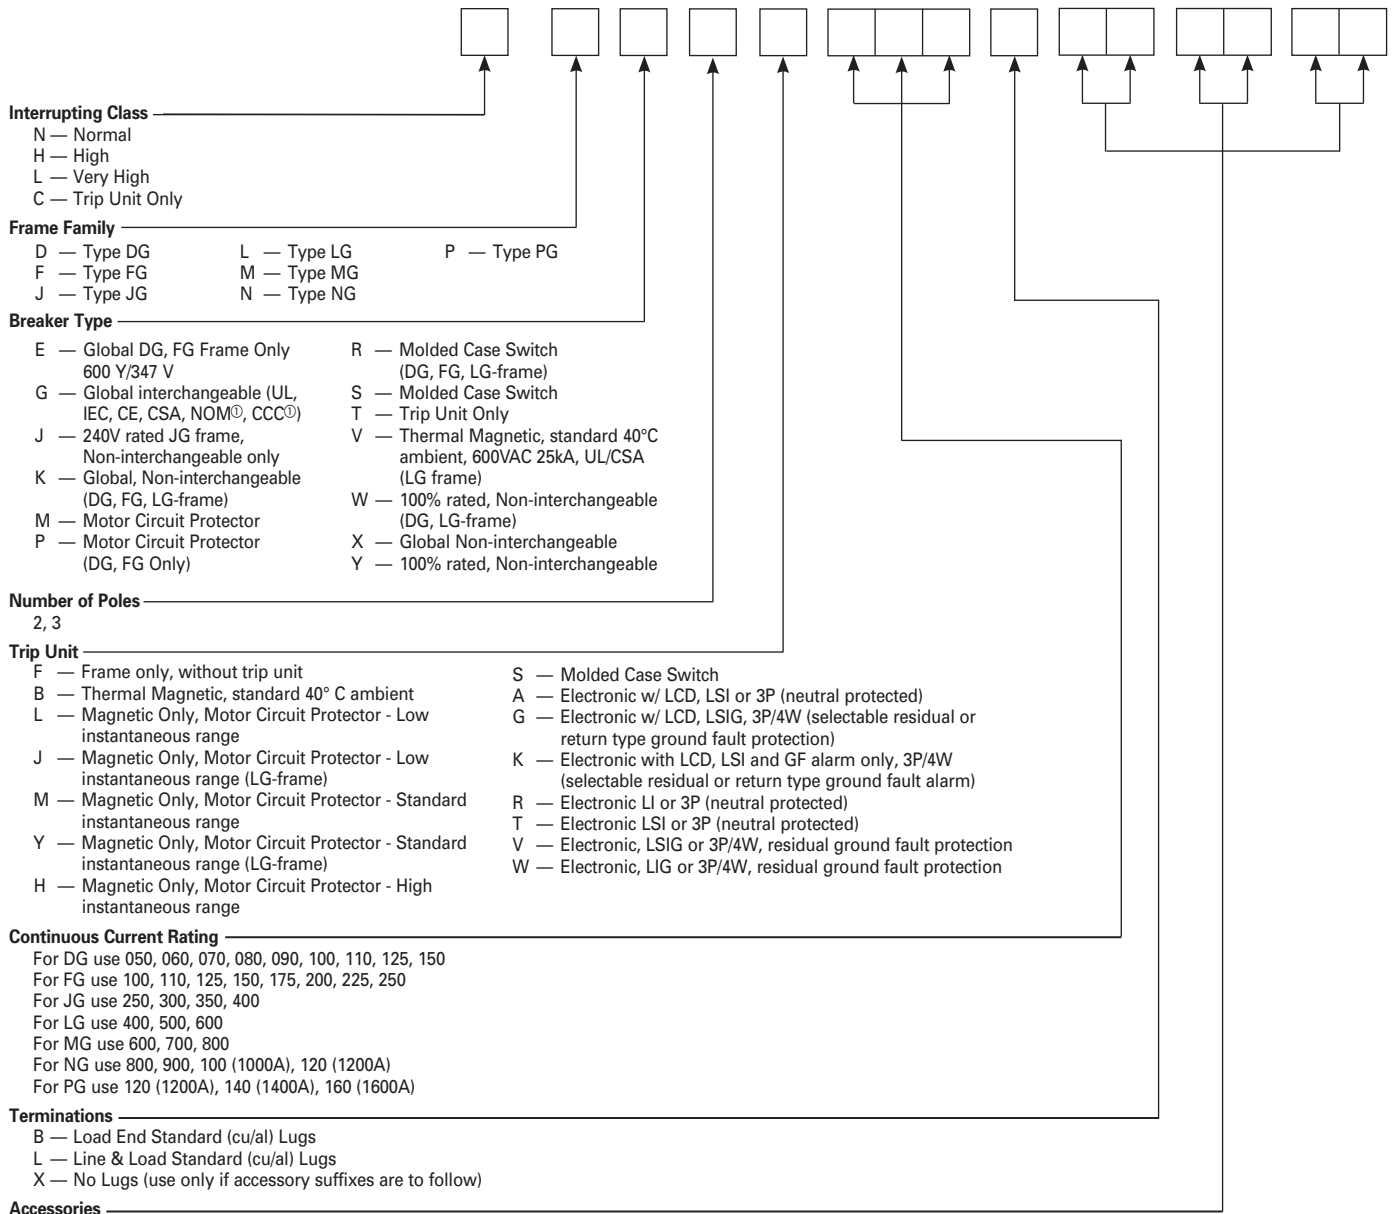 Interrupting Class
N — Normal
H — High
L — Very High
C — Trip Unit Only
Frame Family
D — Type DG L — Type LG P — Type PG
F — Type FG M — Type MG
J — Type JG N — Type NG
Breaker Type
E — Global DG, FG Frame Only
600 Y/347 V
G — Global interchangeable (UL,
IEC, CE, CSA, NOM①, CCC①)
J — 240V rated JG frame,
Non-interchangeable only
K — Global, Non-interchangeable
(DG, FG, LG-frame)
M — Motor Circuit Protector
P — Motor Circuit Protector
(DG, FG Only)
R — Molded Case Switch
(DG, FG, LG-frame)
S — Molded Case Switch
T — Trip Unit Only
V — Thermal Magnetic, standard 40°C
ambient, 600VAC 25kA, UL/CSA
(LG frame)
W — 100% rated, Non-interchangeable
(DG, LG-frame)
X — Global Non-interchangeable
Y — 100% rated, Non-interchangeable
Number of Poles
2, 3
Trip Unit
F — Frame only, without trip unit
B — Thermal Magnetic, standard 40° C ambient
L — Magnetic Only, Motor Circuit Protector - Low
instantaneous range
J — Magnetic Only, Motor Circuit Protector - Low
instantaneous range (LG-frame)
M — Magnetic Only, Motor Circuit Protector - Standard
instantaneous range
Y — Magnetic Only, Motor Circuit Protector - Standard
instantaneous range (LG-frame)
H — Magnetic Only, Motor Circuit Protector - High
instantaneous range
S — Molded Case Switch
A — Electronic w/ LCD, LSI or 3P (neutral protected)
G — Electronic w/ LCD, LSIG, 3P/4W (selectable residual or
return type ground fault protection)
K — Electronic with LCD, LSI and GF alarm only, 3P/4W
(selectable residual or return type ground fault alarm)
R — Electronic LI or 3P (neutral protected)
T — Electronic LSI or 3P (neutral protected)
V — Electronic, LSIG or 3P/4W, residual ground fault protection
W — Electronic, LIG or 3P/4W, residual ground fault protection
Continuous Current Rating
For DG use 050, 060, 070, 080, 090, 100, 110, 125, 150
For FG use 100, 110, 125, 150, 175, 200, 225, 250
For JG use 250, 300, 350, 400
For LG use 400, 500, 600
For MG use 600, 700, 800
For NG use 800, 900, 100 (1000A), 120 (1200A)
For PG use 120 (1200A), 140 (1400A), 160 (1600A)
Terminations
B — Load End Standard (cu/al) Lugs
L — Line & Load Standard (cu/al) Lugs
X — No Lugs (use only if accessory suffixes are to follow)
Accessories